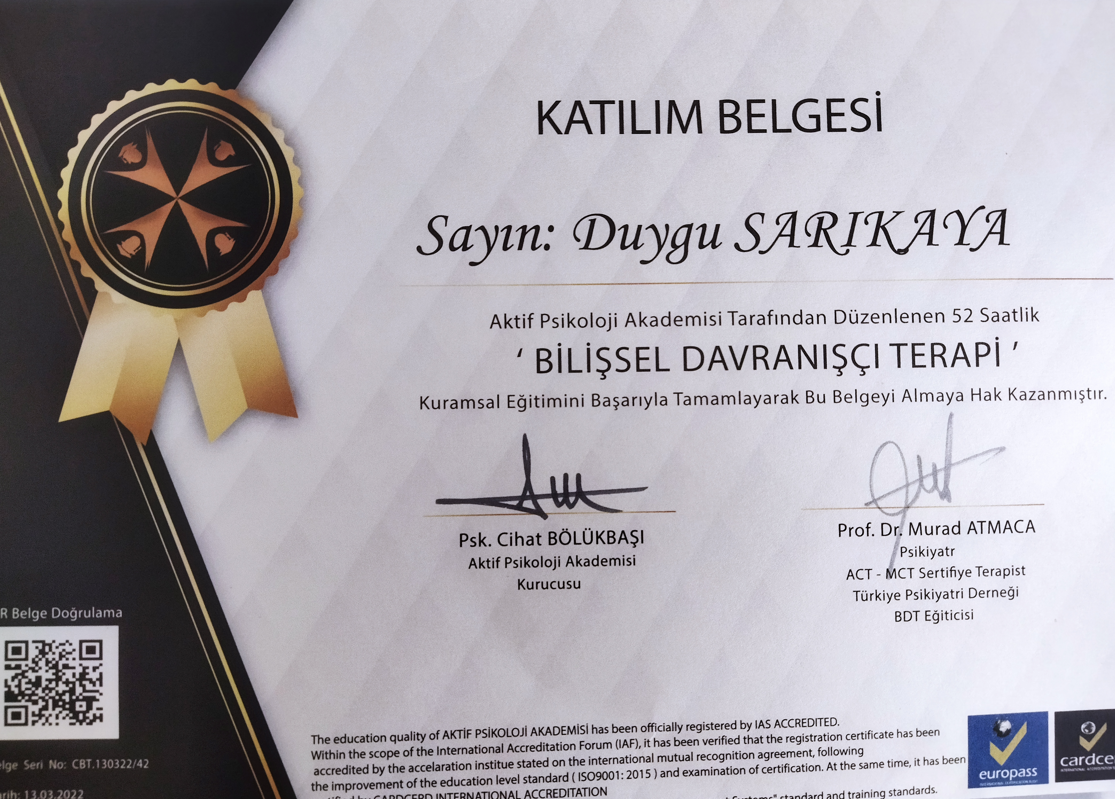 KATILIM BELGESİ
Sayın: Duygu SARIKAYA
Aktif Psikoloji Akademisi Tarafından Düzenlenen 52 Saatlik
‘ BİLİŞSEL DAVRANIŞÇI TERAPİ ’
Kuramsal Eğitimini Başarıyla Tamamlayarak Bu Belgeyi Almaya Hak Kazanmıştır.
Psk. Cihat BÖLÜKBAŞI
Aktif Psikoloji Akademisi
Kurucusu
Prof. Dr. Murad ATMACA
Psikiyatr
ACT - MCT Sertifiye Terapist
Türkiye Psikiyatri Derneği
BDT Eğiticisi
R Belge Doğrulama
elge Seri No: CBT.130322/42
arih: 13.03.2022
The education quality of AKTİF PSİKOLOJİ AKADEMİSİ has been officially registered by IAS ACCREDITED.
Within the scope of the International Accreditation Forum (IAF), it has been verified that the registration certificate has been
accredited by the accelaration institue stated on the international mutual recognition agreement, following
the improvement of the education level standard ( ISO9001: 2015 ) and examination of certification. At the same time, it has been
by CARDCERD INTERNATIONAL ACCREDITATION
standard and training standards.
europass
cardce